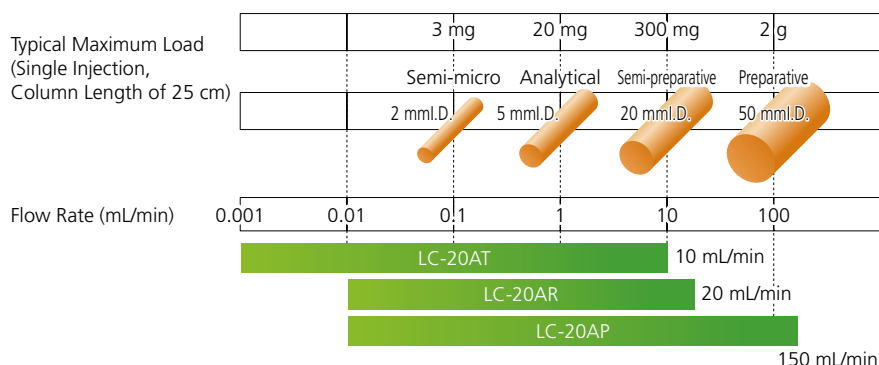 Typical Maximum Load
(Single Injection,
Column Length of 25 cm)
3 mg 20 mg 300 mg 2 g
Semi-micro Analytical Semi-preparative Preparative
2 mmI.D. 5 mmI.D. 20 mmI.D. 50 mmI.D.
Flow Rate (mL/min) 0.001 0.01 0.1 1 10 100
LC-20AT 10 mL/min
LC-20AR 20 mL/min
LC-20AP
150 mL/min